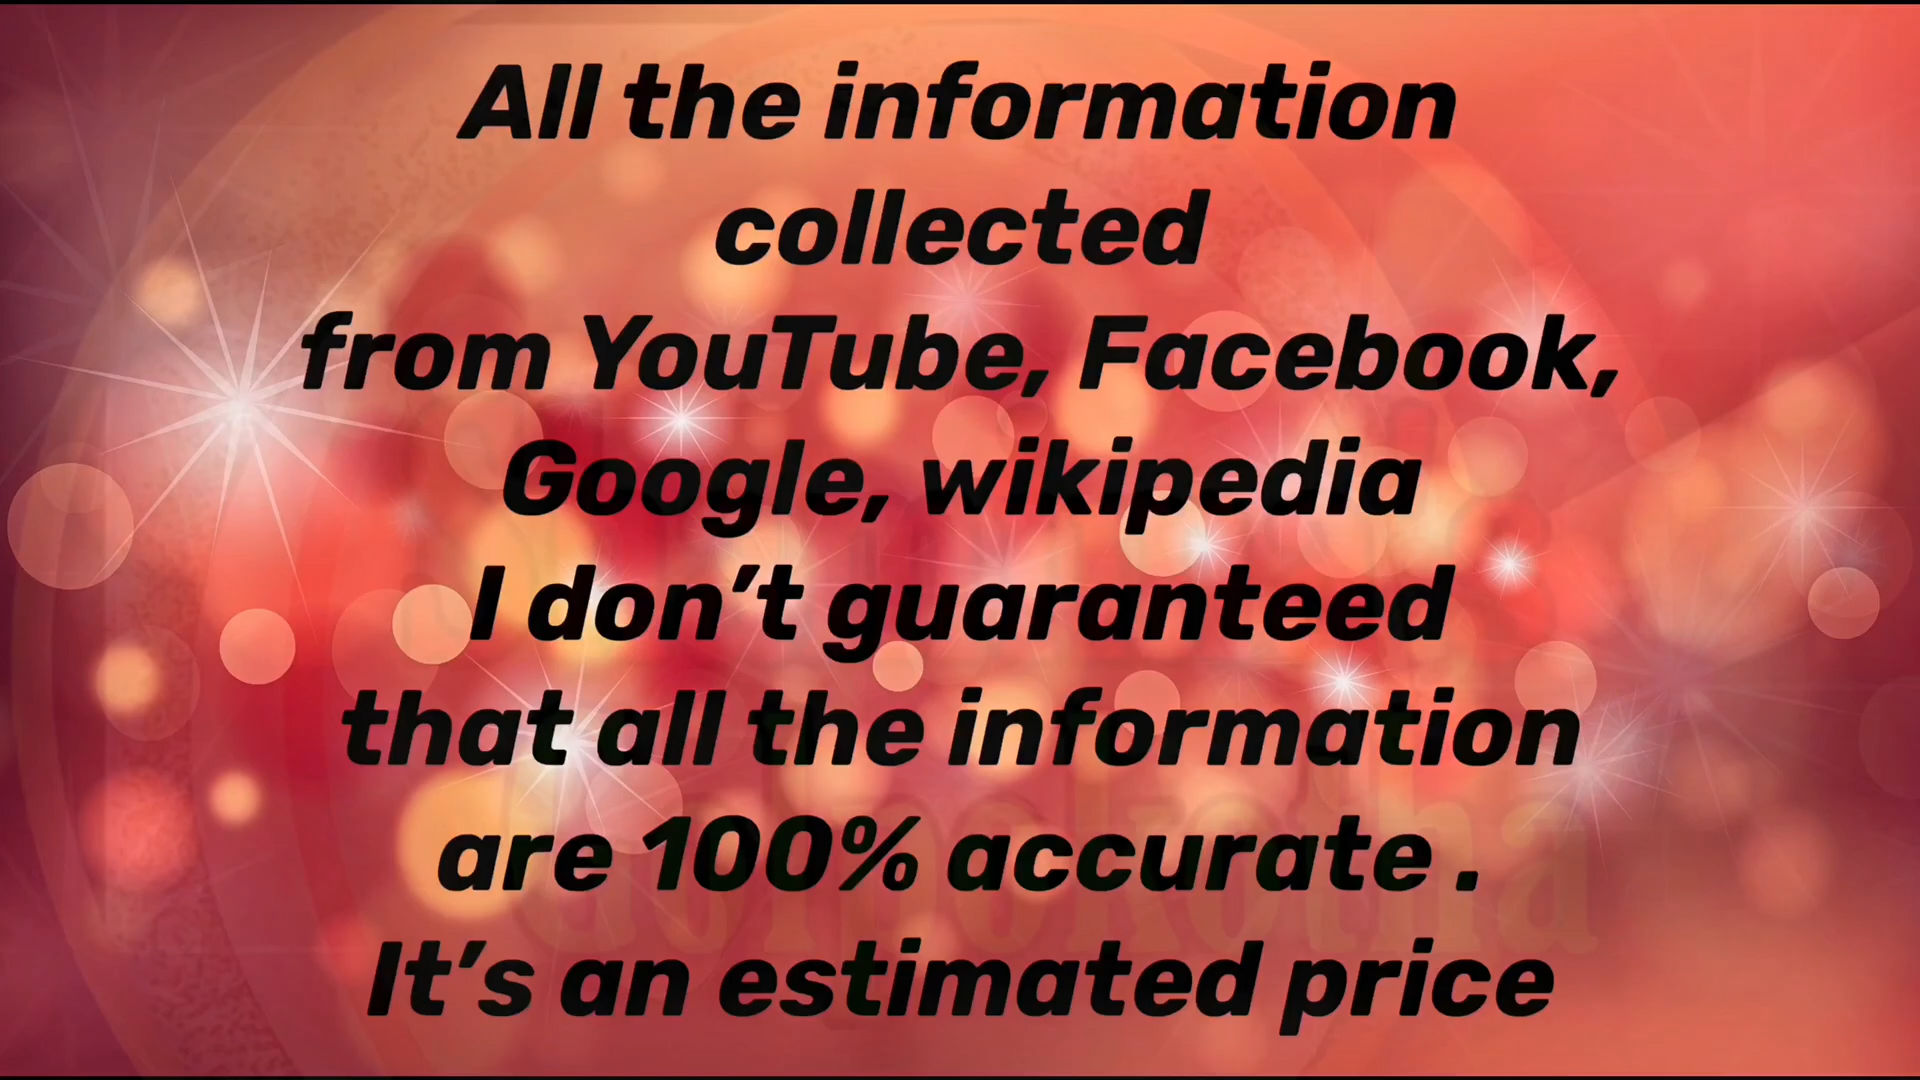 All the information
collected
from YouTube, Facebook,
Google, wikipedia
I don't guaranteed
that all the information
are 100% accurate .
It's an estimated price